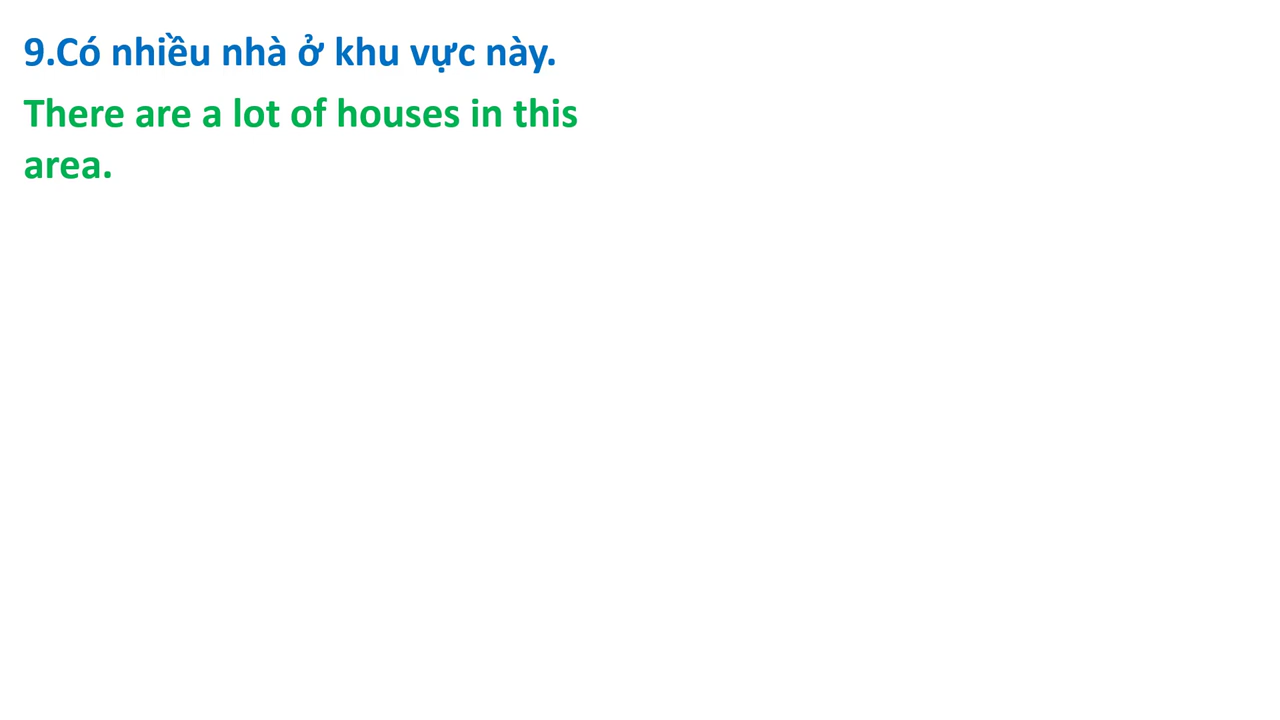 9.Có nhiều nhà ở khu vực này.
There are a lot of houses in this
area.